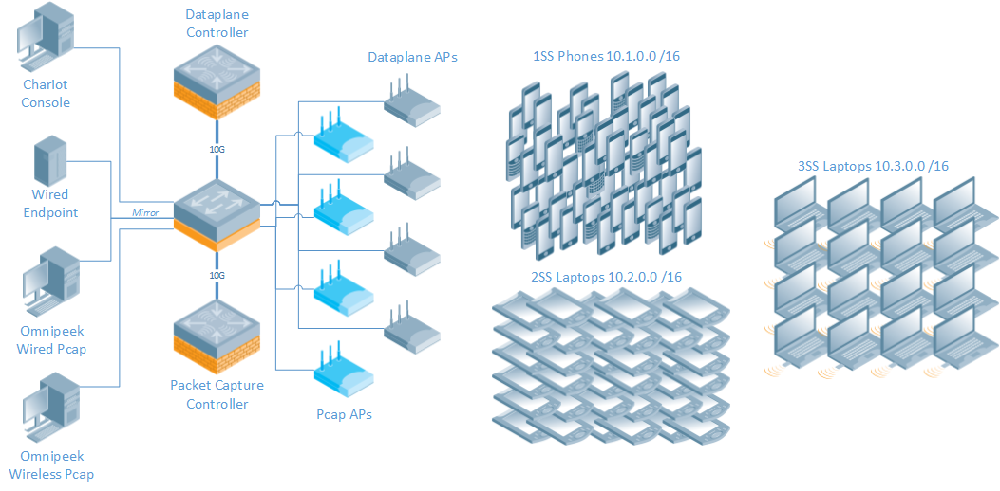 Chariot
Console
Wired
Endpoint
Omnipeek
Wired Pcap
Omnipeek
Wireless Pcap
Mirror
Dataplane
Controller
10G
10G
Packet Capture
Controller
Dataplane APs
Pcap APs
1SS Phones 10.1.0.0 /16
2SS Laptops 10.2.0.0 /16
3SS Laptops 10.3.0.0 /16